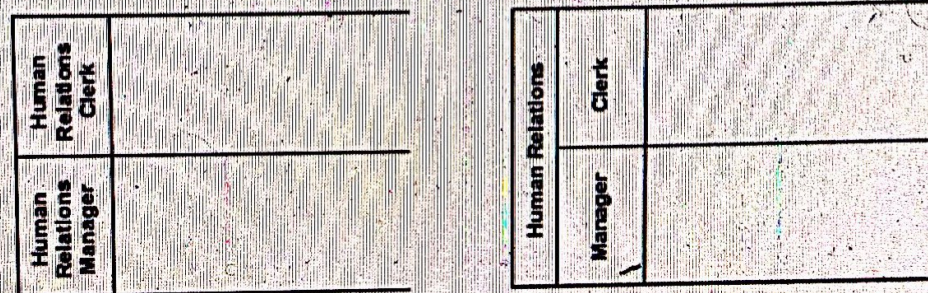 Human
Relations
Manager
Human
Relations
Clerk
Human Relations
Manager
Clerk